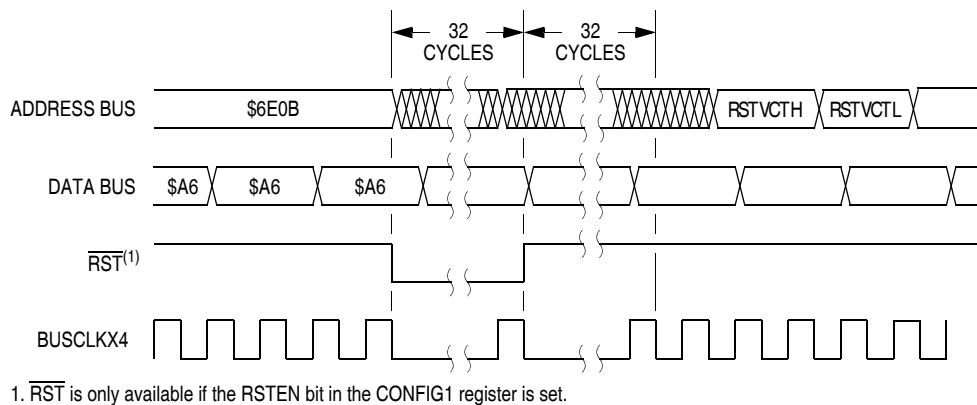 32
CYCLES
32
CYCLES
ADDRESS BUS
$6E0B
RSTVCTH
RSTVCTL
DATA BUS
$A6
$A6
$A6
RST(1)
BUSCLKX4
1. RST is only available if the RSTEN bit in the CONFIG1 register is set.